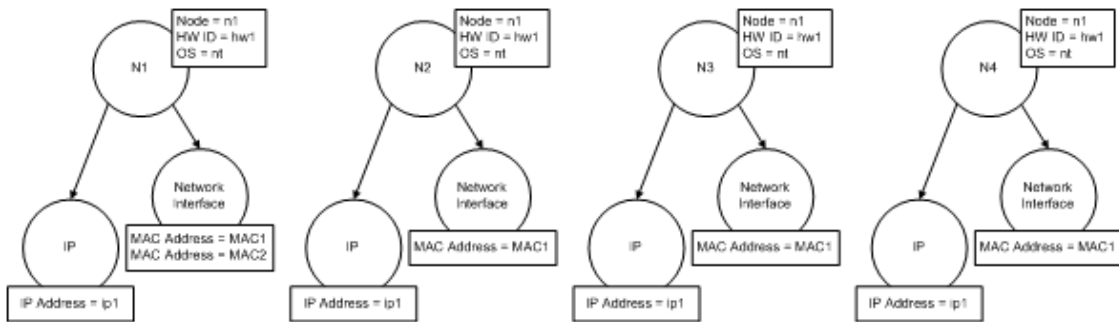 N1
Node = n1
HW ID = hw1
OS = nt
Network
Interface
MAC Address = MAC1
MAC Address = MAC2
IP
IP Address = ip1
N2
Node = n1
HW ID = hw1
OS = nt
Network
Interface
MAC Address = MAC1
IP
IP Address = ip1
N3
Node = n1
HW ID = hw1
OS = nt
Network
Interface
MAC Address = MAC1
IP
IP Address = ip1
N4
Node = n1
HW ID = hw1
OS = nt
Network
Interface
MAC Address = MAC1
IP
IP Address = ip1